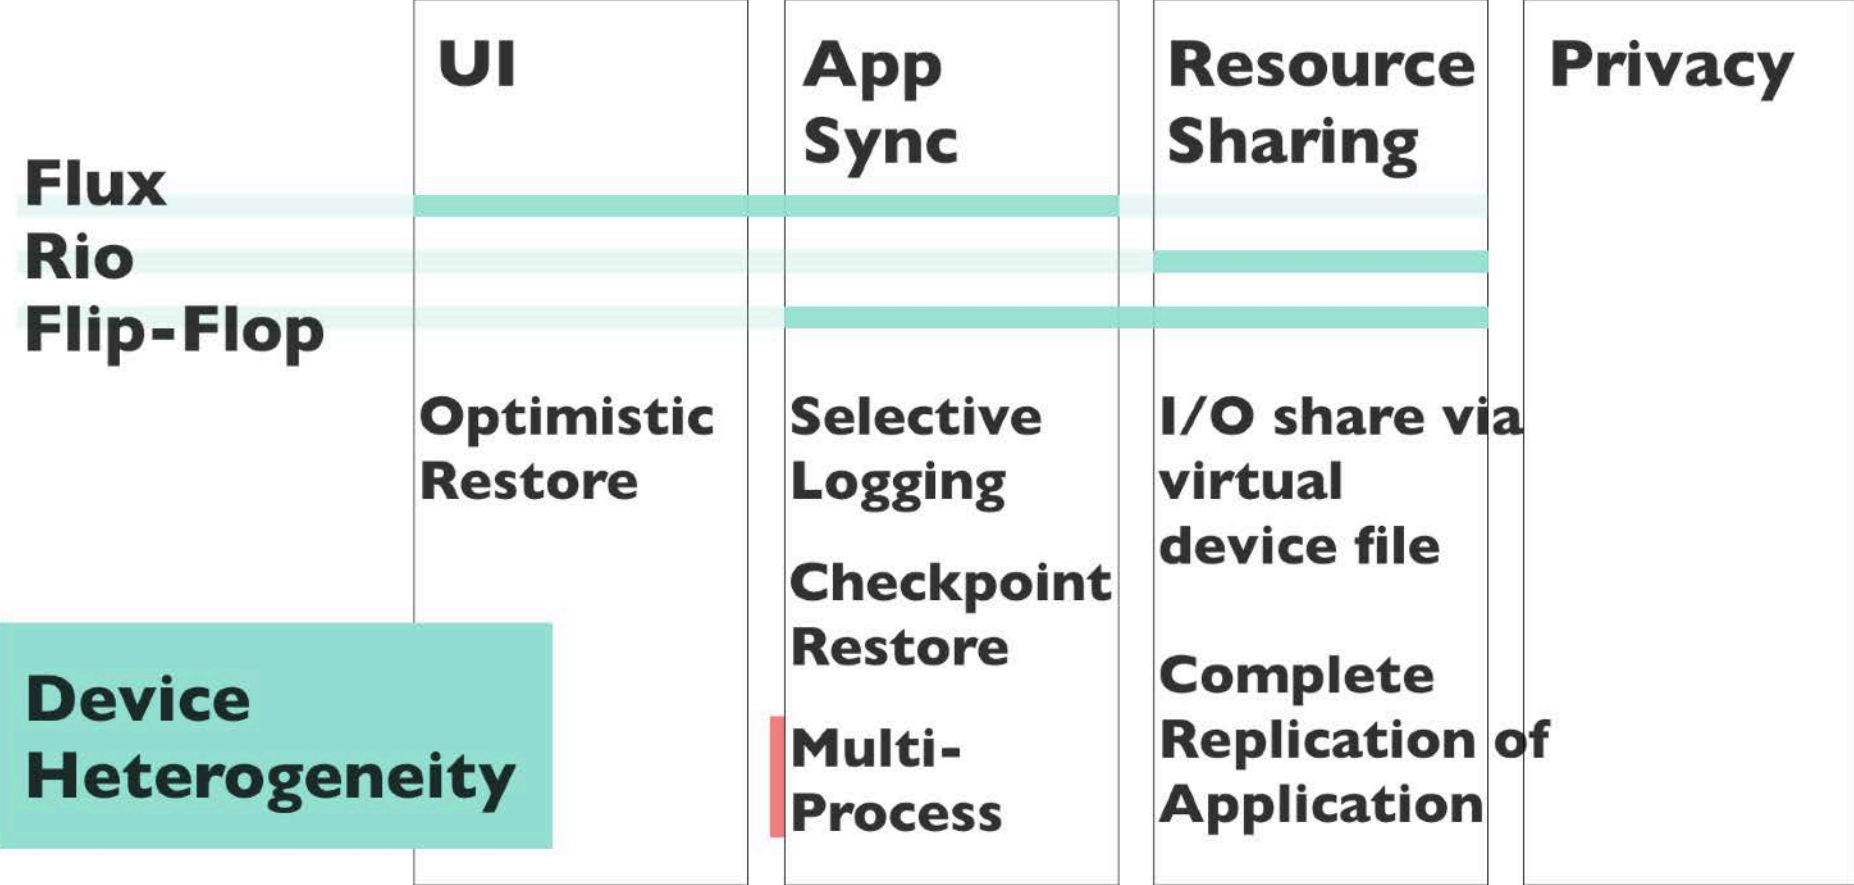 UI
App
Sync
Resource
Sharing
Privacy
Flux
Rio
Flip-Flop
Optimistic
Restore
Selective
Logging
Checkpoint
Restore
Multi-
Process
I/O share via
virtual
device file
Complete
Replication of
Application
Device
Heterogeneity